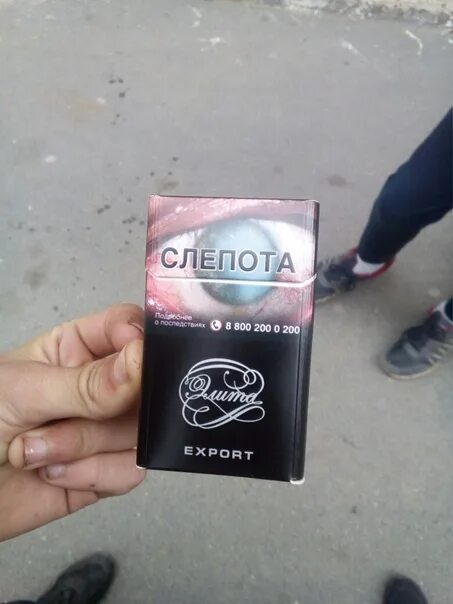 СЛЕПОТА
Подробнее
о последствиях 8 800 200 0 200
Элита
EXPORT